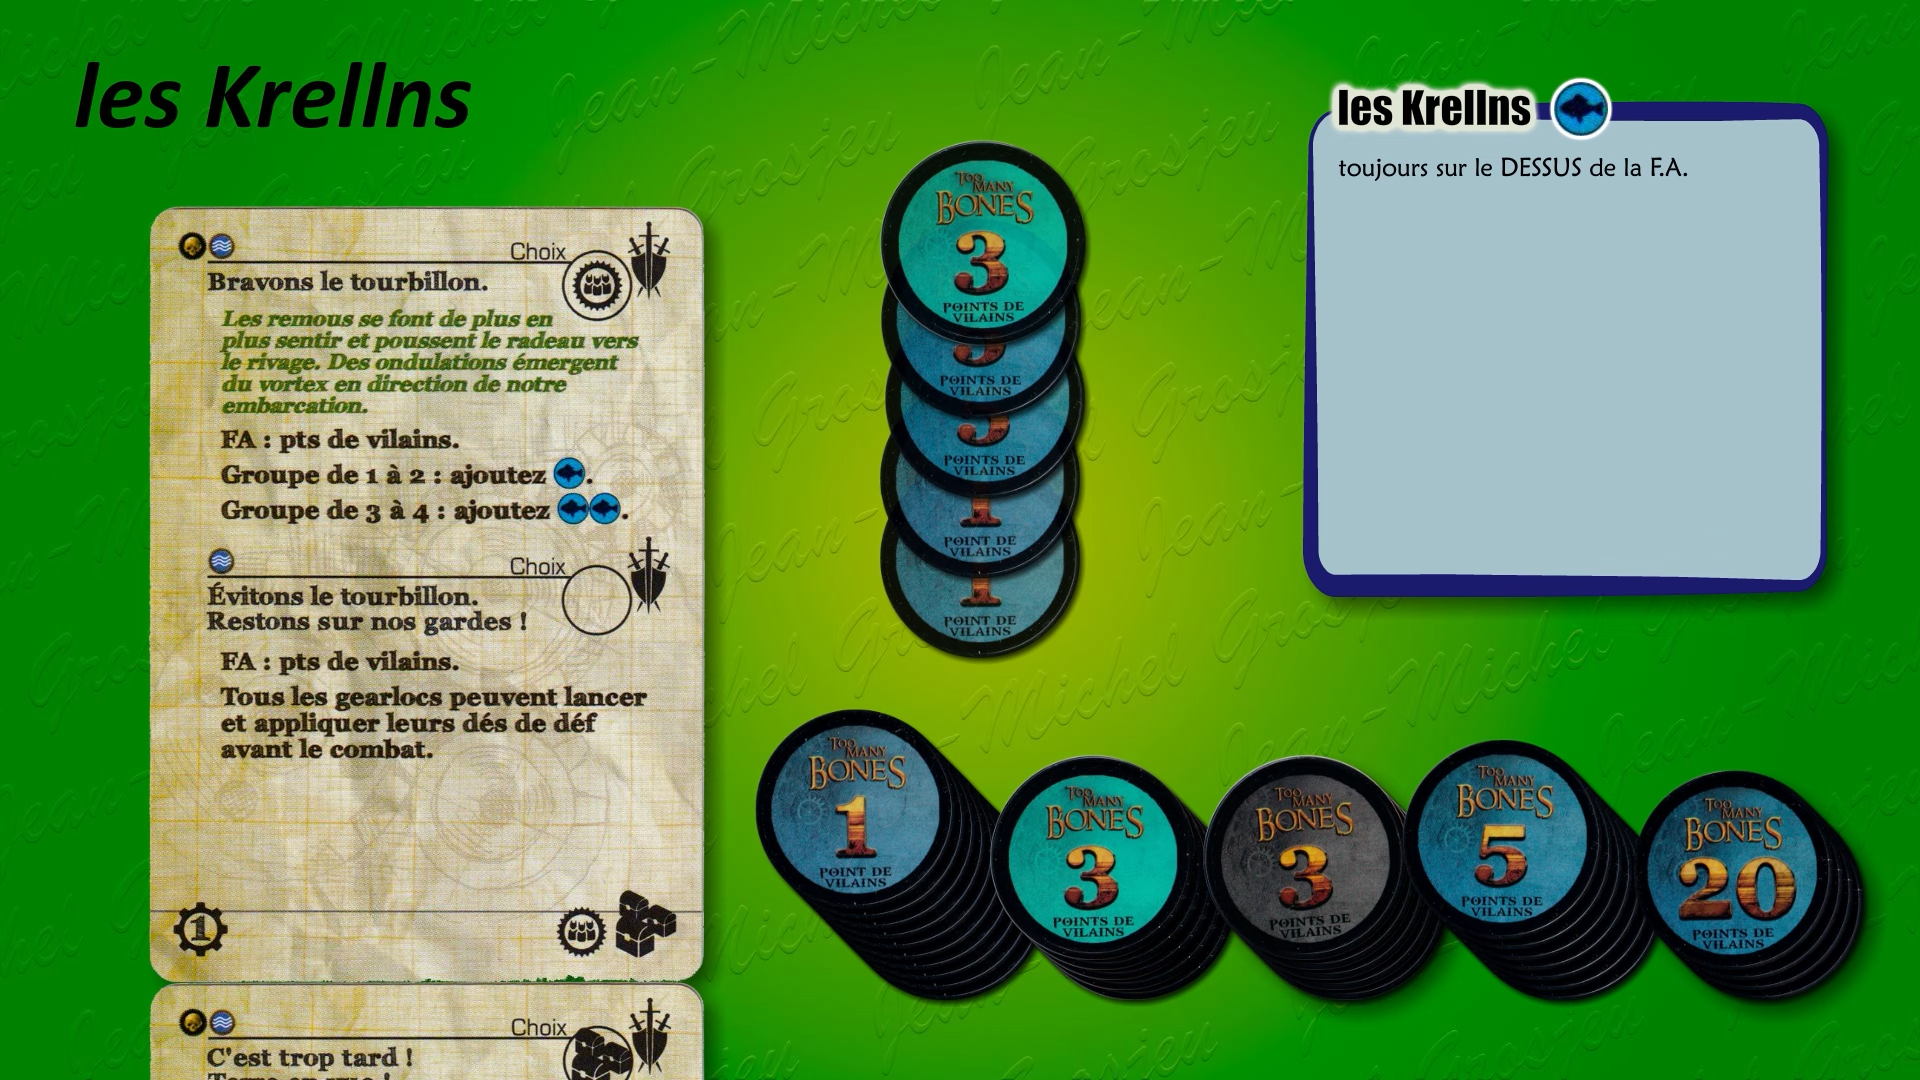 les Krellns
Choix
Bravons le tourbillon.
Les remous se font de plus en
plus sentir et poussent le radeau vers
le rivage. Des ondulations émergent
du vortex en direction de notre
embarcation.
FA : pts de vilains.
Groupe de 1 à 2 : ajoutez .
Groupe de 3 à 4 : ajoutez .
Choix
Évitons le tourbillon.
Restons sur nos gardes !
FA : pts de vilains.
Tous les gearlocs peuvent lancer
et appliquer leurs dés de déf
avant le combat.
1
Choix
C'est trop tard !
TOO
MANY
BONES
3
POINTS DE
VILAINS
POINTS DE
VILAINS
POINTS DE
VILAINS
1
POINT DE
VILAINS
1
POINT DE
VILAINS
les Krellns
toujours sur le DESSUS de la F.A.
TOO
MANY
BONES
1
POINT DE
VILAINS
TOO
MANY
BONES
3
POINTS DE
VILAINS
TOO
MANY
BONES
3
POINTS DE
VILAINS
TOO
MANY
BONES
5
POINTS DE
VILAINS
TOO
MANY
BONES
20
POINTS DE
VILAINS
Jean-Michel Grosjeu